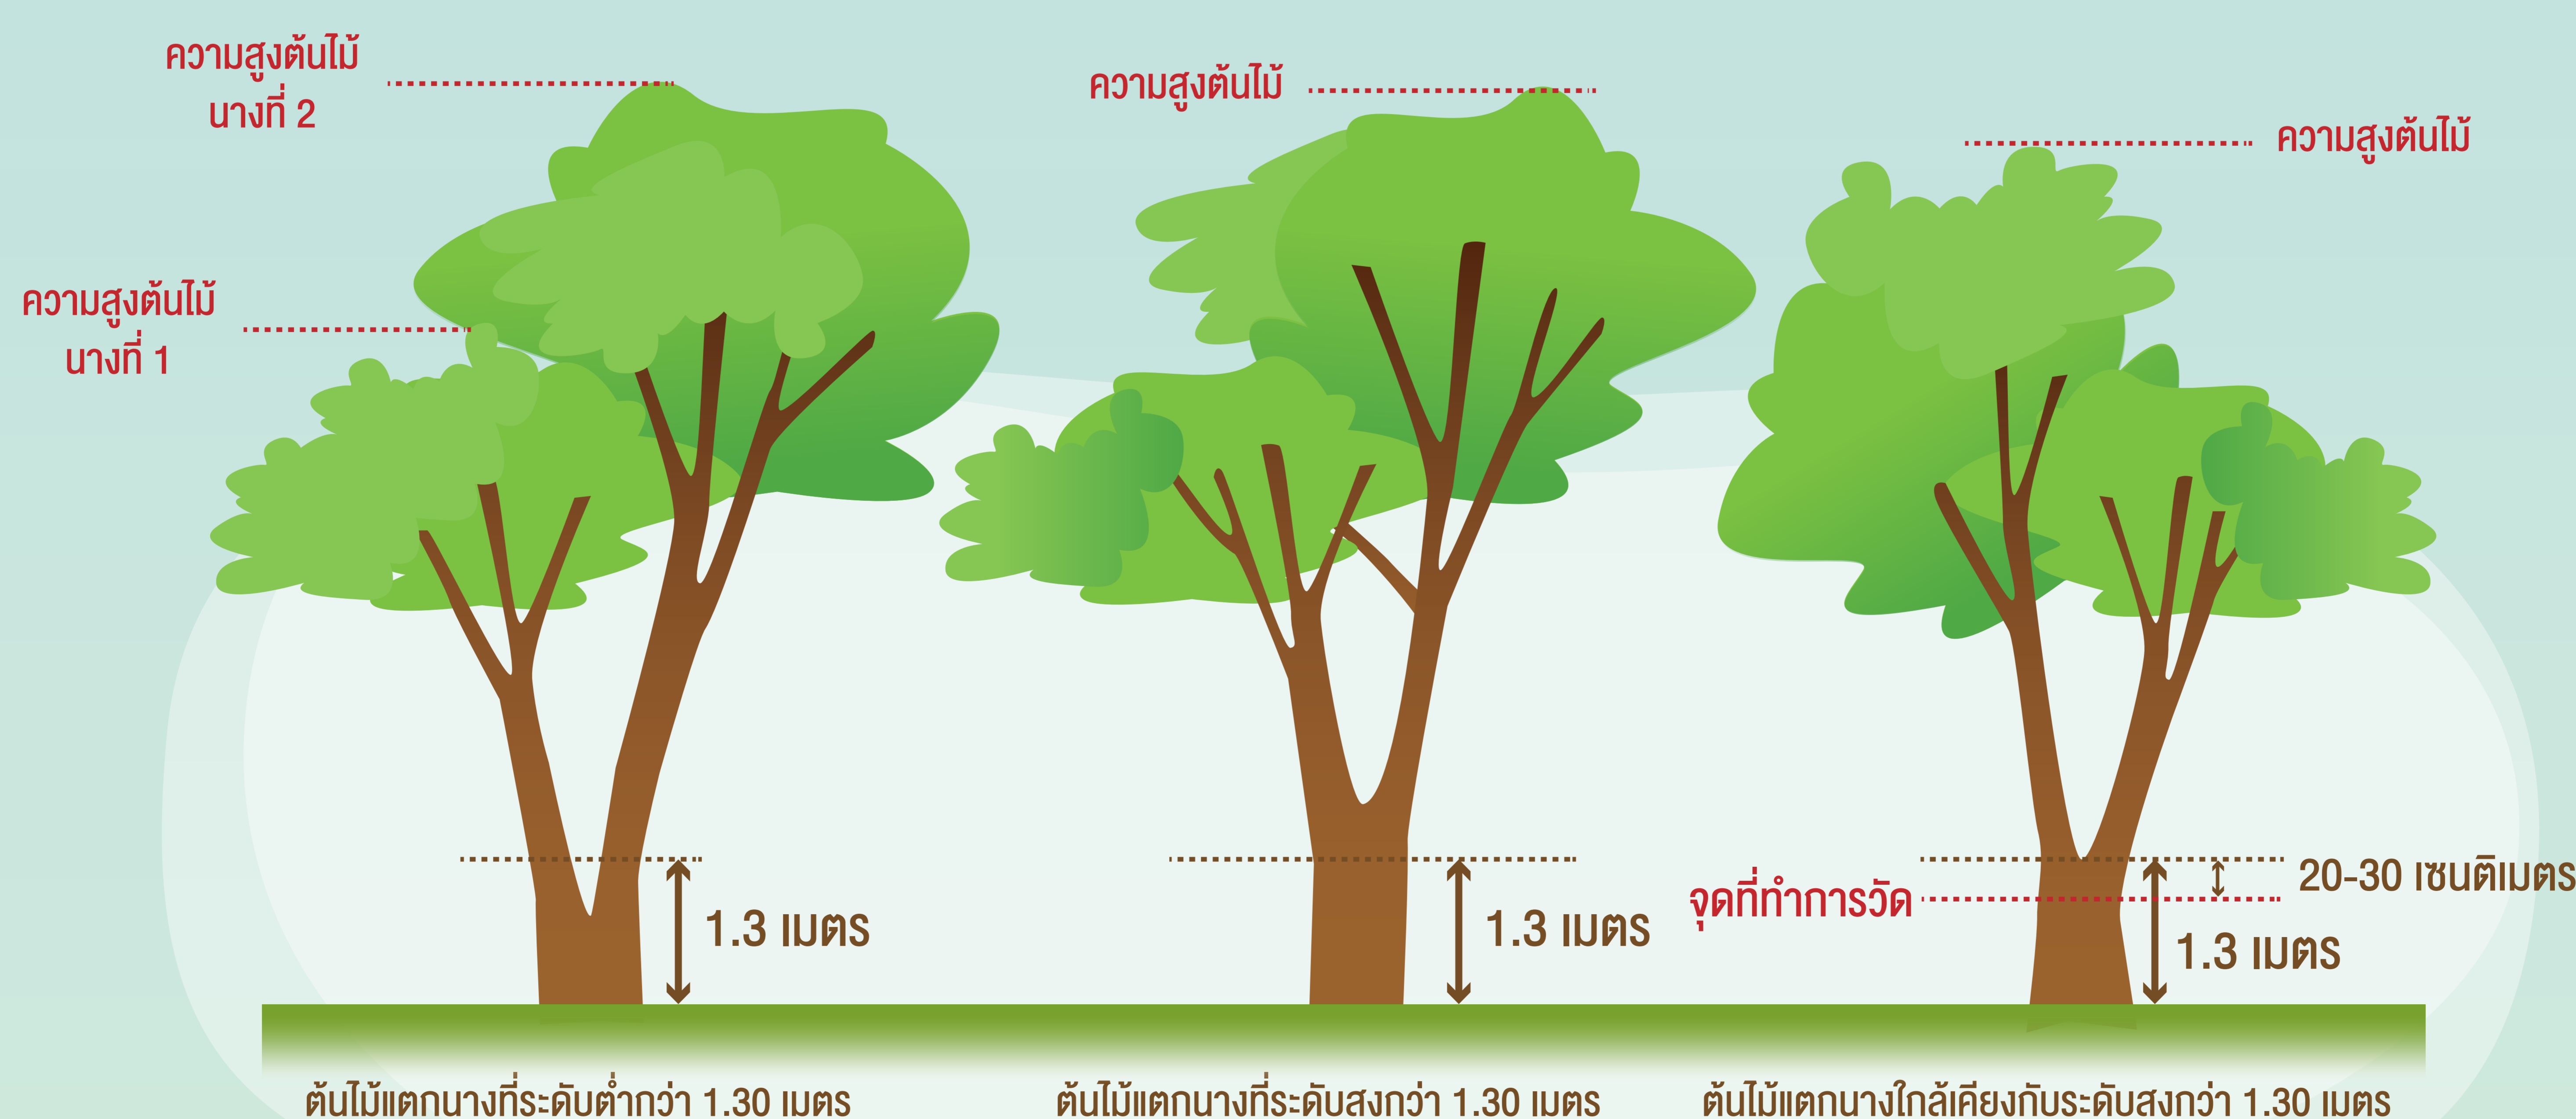 ความสูงต้นไม้
นางที่ 2
ความสูงต้นไม้
ความสูงต้นไม้
ความสูงต้นไม้
นางที่ 1
1.3 เมตร
1.3 เมตร
จุดที่ทำการวัด
20-30 เซนติเมตร
1.3 เมตร
ต้นไม้แตกนางที่ระดับต่ำกว่า 1.30 เมตร
ต้นไม้แตกนางที่ระดับสูงกว่า 1.30 เมตร
ต้นไม้แตกนางใกล้เคียงกับระดับสูงกว่า 1.30 เมตร